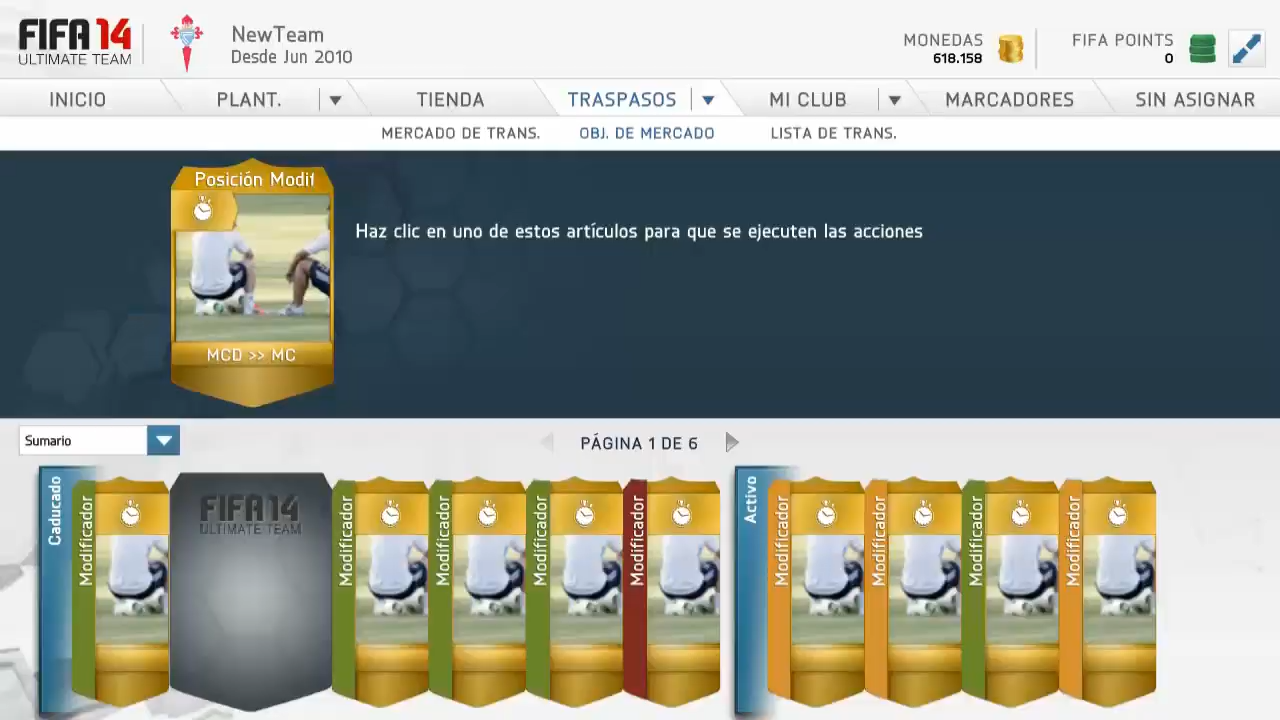 FIFA 14
ULTIMATE TEAM
NewTeam
Desde Jun 2010
MONEDAS
618.158
FIFA POINTS
0
INICIO
PLANT.
TIENDA
TRASPASOS
MI CLUB
MARCADORES
SIN ASIGNAR
MERCADO DE TRANS.
OBJ. DE MERCADO
LISTA DE TRANS.
Posición Modif
MCD >> MC
Haz clic en uno de estos artículos para que se ejecuten las acciones
Sumario
PÁGINA 1 DE 6
Caducado
Modificador
FIFA 14
ULTIMATE TEAM
Modificador
Modificador
Modificador
Modificador
Activo
Modificador
Modificador
Modificador
Modificador